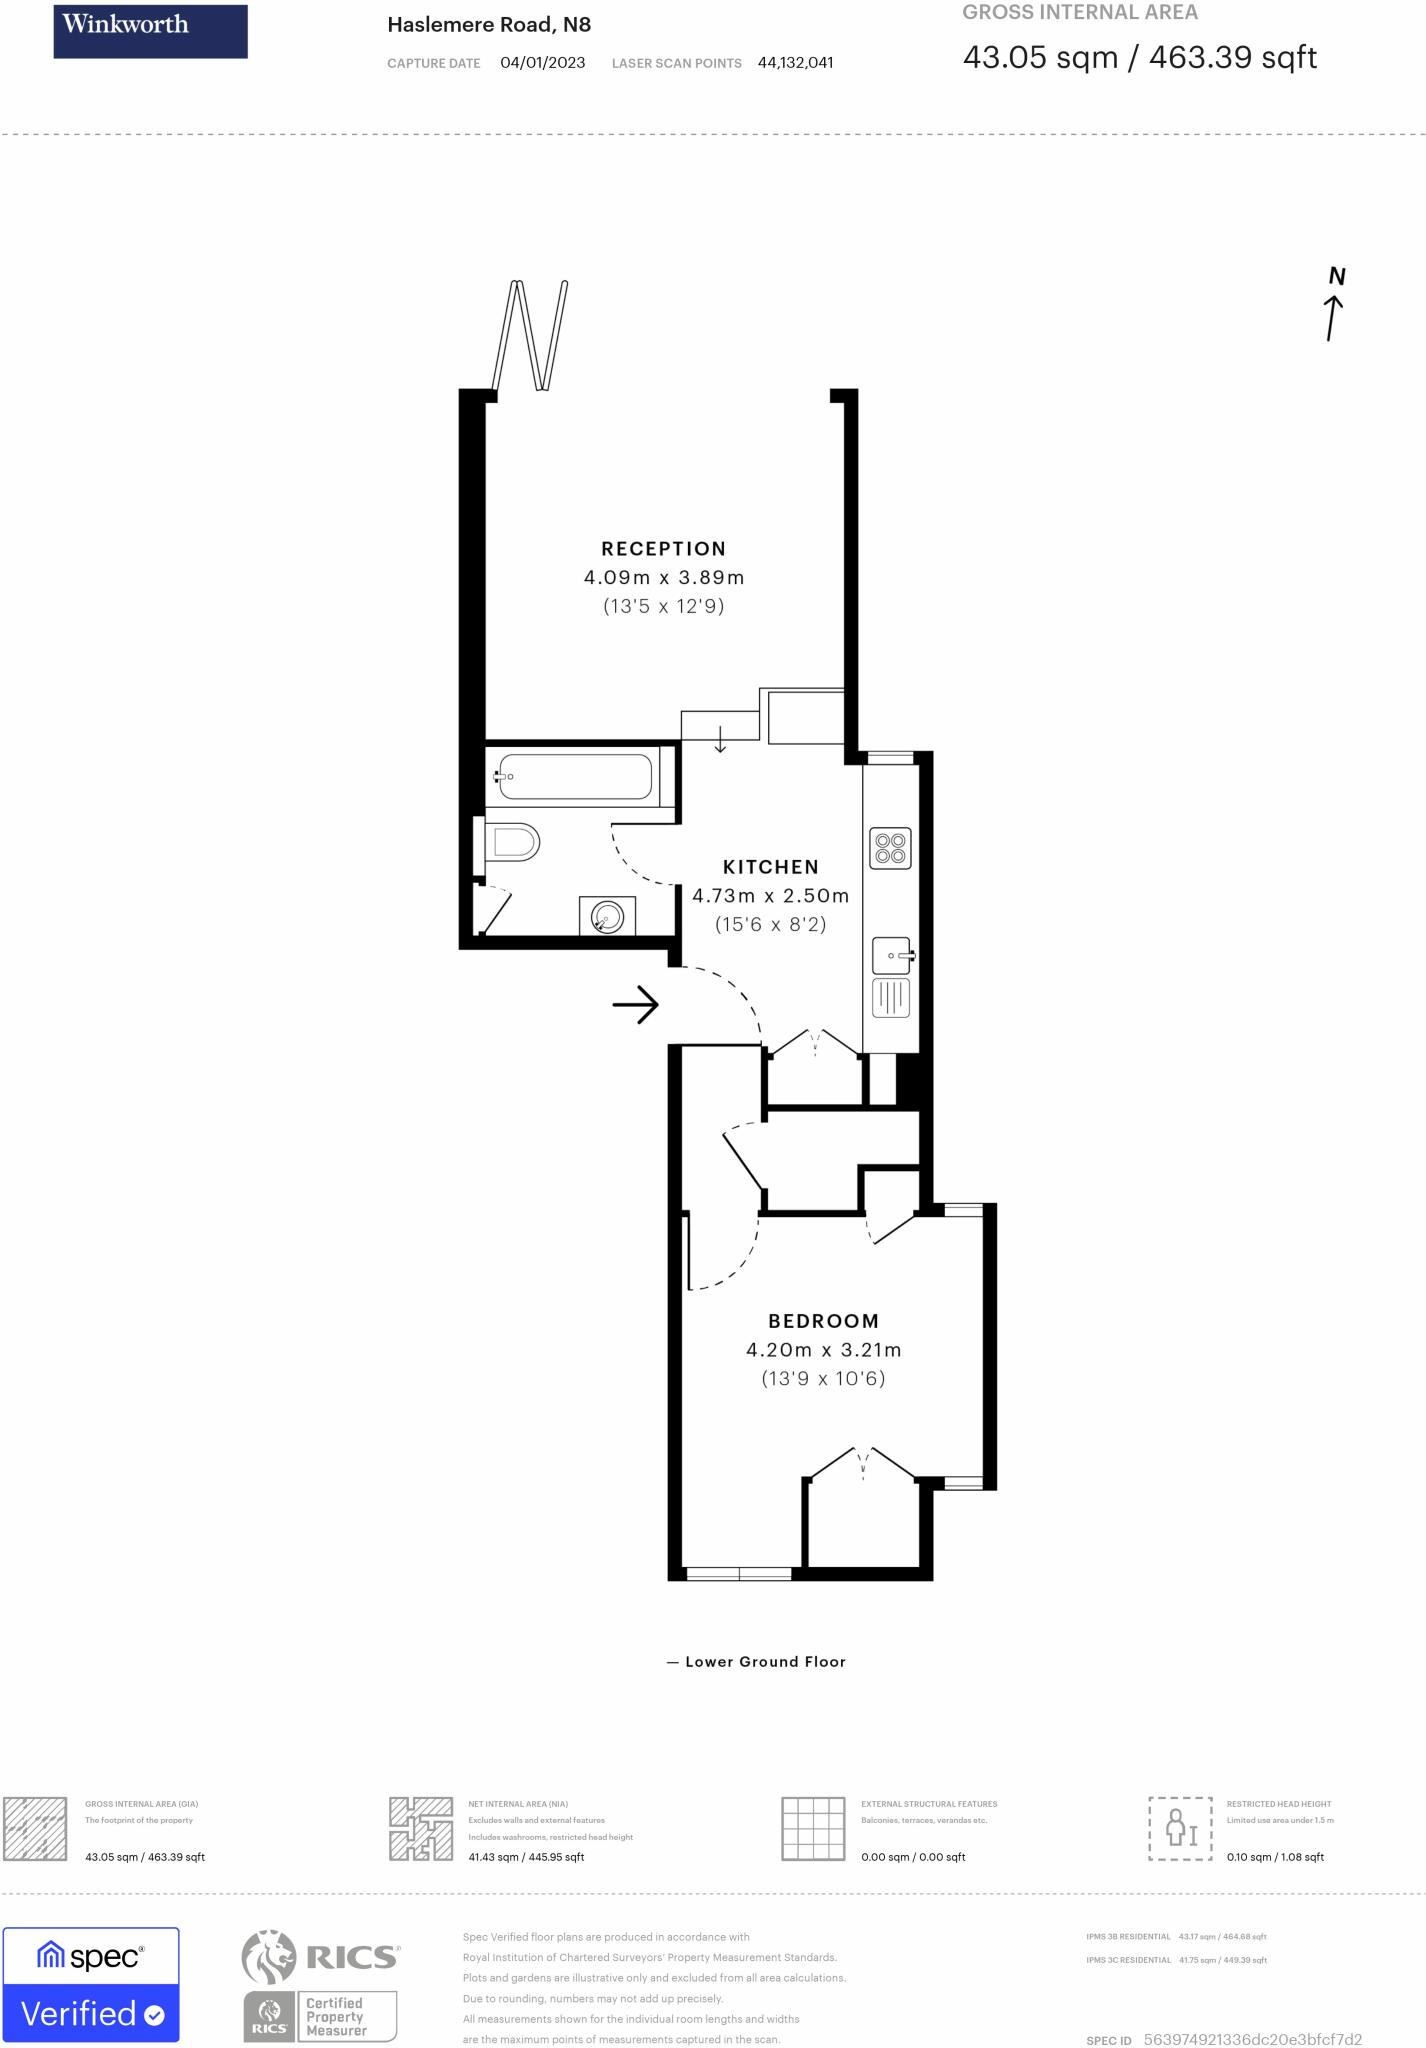 Winkworth
Haslemere Road, N8
CAPTURE DATE 04/01/2023 LASER SCAN POINTS 44,132,041
GROSS INTERNAL AREA
43.05 sqm / 463.39 sqft
N
RECEPTION
4.09m x 3.89m
(13'5 x 12'9)
KITCHEN
4.73m x 2.50m
(15'6 x 8'2)
BEDROOM
4.20m x 3.21m
(13'9 x 10'6)
— Lower Ground Floor
GROSS INTERNAL AREA (GIA)
The footprint of the property
43.05 sqm / 463.39 sqft
NET INTERNAL AREA (NIA)
Excludes walls and external features
Includes washrooms, restricted head height
41.43 sqm / 445.95 sqft
EXTERNAL STRUCTURAL FEATURES
Balconies, terraces, verandas etc.
0.00 sqm / 0.00 sqft
RESTRICTED HEAD HEIGHT
Limited use area under 1.5 m
0.10 sqm / 1.08 sqft
spec®
Verified
RICS®
RICS
Certified
Property
Measurer
Spec Verified floor plans are produced in accordance with
Royal Institution of Chartered Surveyors' Property Measurement Standards.
Plots and gardens are illustrative only and excluded from all area calculations.
Due to rounding, numbers may not add up precisely.
All measurements shown for the individual room lengths and widths
are the maximum points of measurements captured in the scan.
IPMS 3B RESIDENTIAL 43.17 sqm / 464.68 sqft
IPMS 3C RESIDENTIAL 41.75 sqm / 449.39 sqft
SPEC ID 563974921336dc20e3bfcf7d2